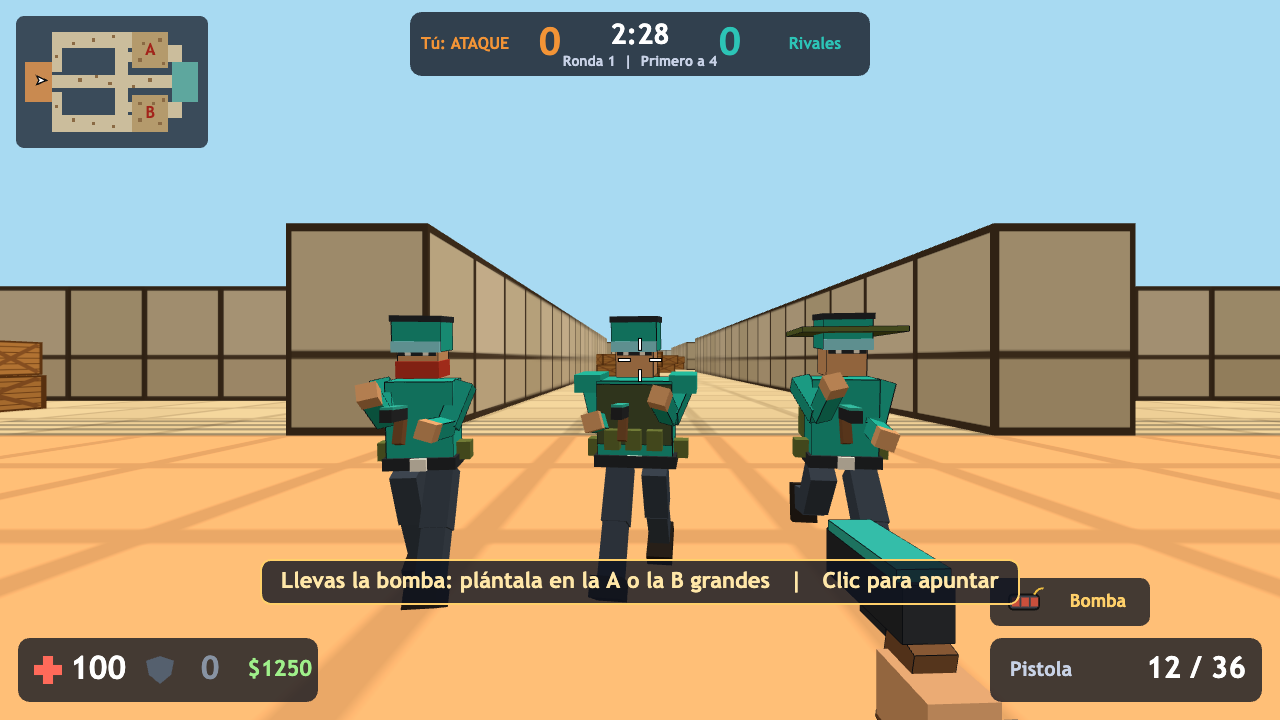 A
B
Tú: ATAQUE 0 2:28 0 Rivales
Ronda 1 | Primero a 4
Llevas la bomba: plántala en la A o la B grandes | Clic para apuntar
Bomba
100 0 $1250
Pistola 12 / 36